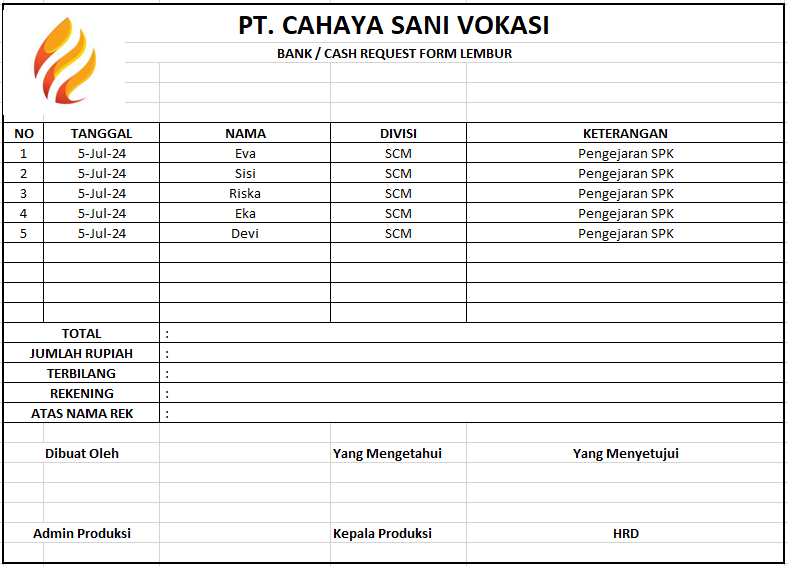 PT. CAHAYA SANI VOKASI
BANK / CASH REQUEST FORM LEMBUR
NO TANGGAL NAMA DIVISI KETERANGAN
1 5-Jul-24 Eva SCM Pengejaran SPK
2 5-Jul-24 Sisi SCM Pengejaran SPK
3 5-Jul-24 Riska SCM Pengejaran SPK
4 5-Jul-24 Eka SCM Pengejaran SPK
5 5-Jul-24 Devi SCM Pengejaran SPK
TOTAL :
JUMLAH RUPIAH :
TERBILANG :
REKENING :
ATAS NAMA REK :
Dibuat Oleh Yang Mengetahui Yang Menyetujui
Admin Produksi Kepala Produksi HRD